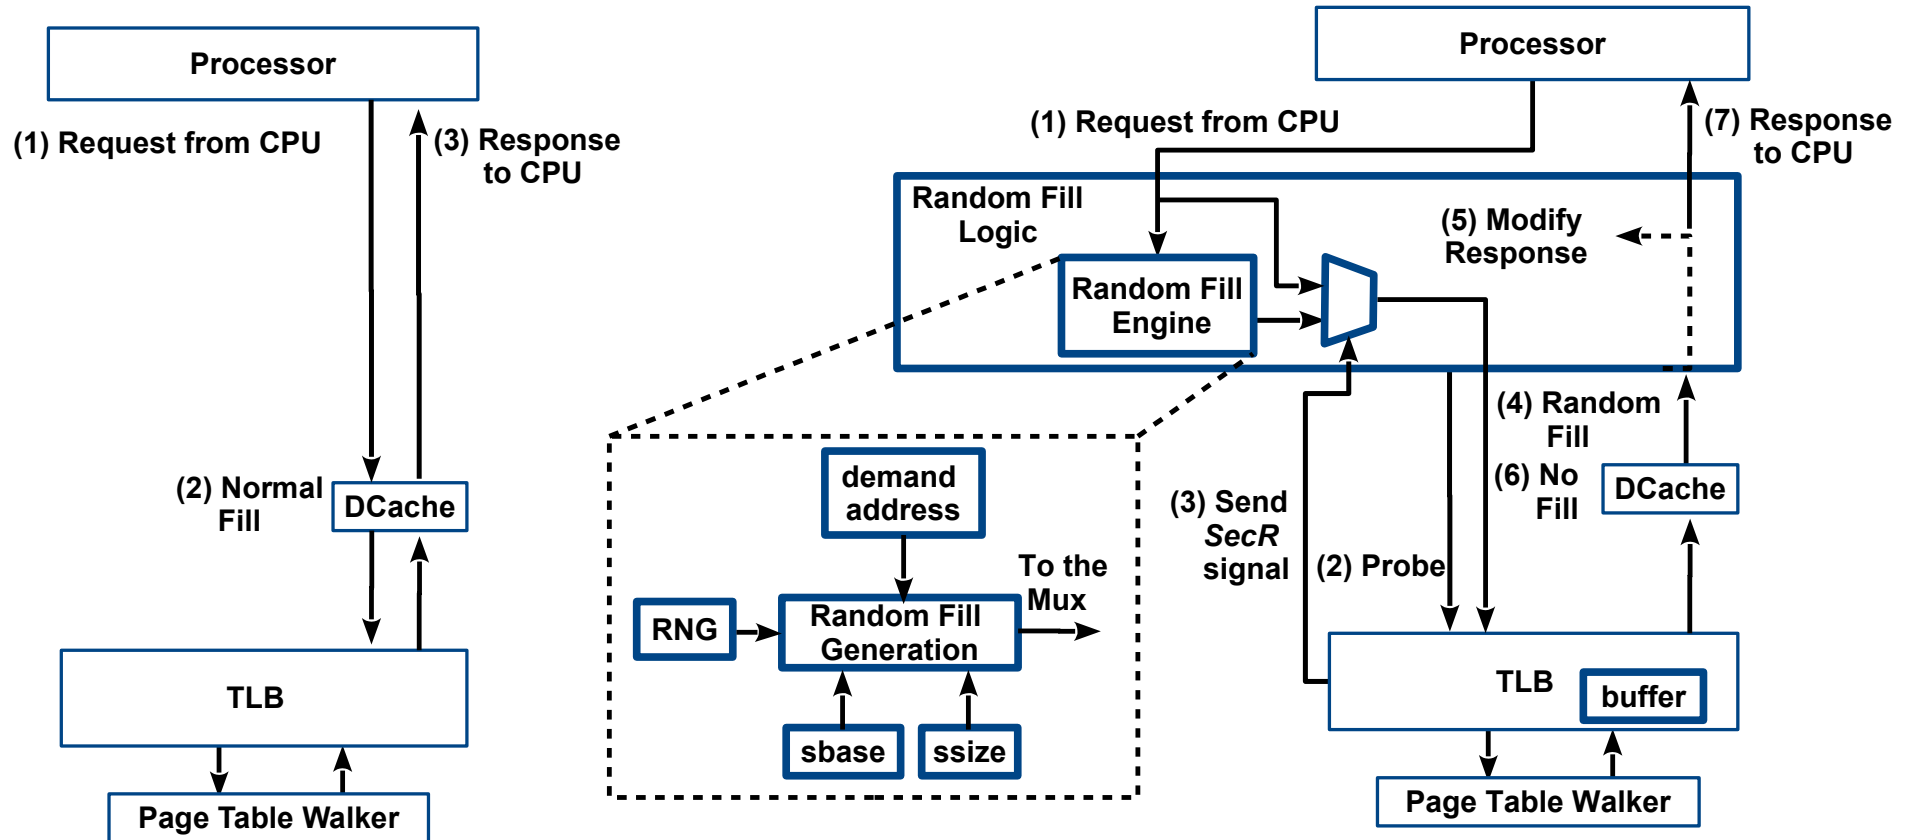 Processor
(1) Request from CPU
(3) Response
to CPU
(2) Normal
Fill
DCache
TLB
Page Table Walker
Processor
(1) Request from CPU
(7) Response
to CPU
Random Fill
Logic
(5) Modify
Response
Random Fill
Engine
(4) Random
Fill
(6) No
Fill
DCache
(3) Send
SecR
signal
(2) Probe
demand
address
To the
Mux
RNG
Random Fill
Generation
sbase
ssize
TLB
buffer
Page Table Walker